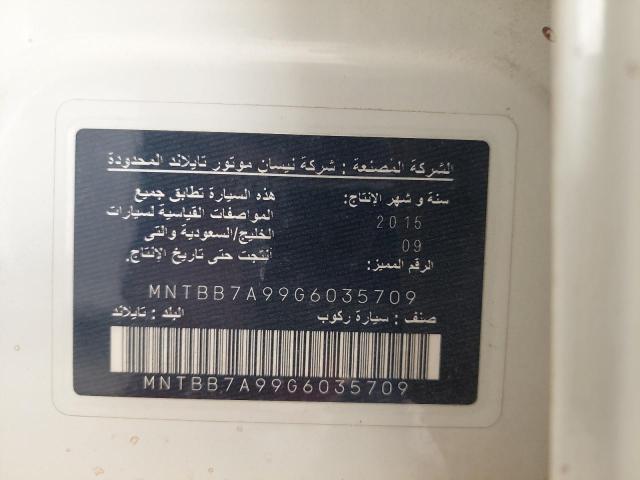 الشركة المصنعة : شركة نيسان موتور تايلاند المحدودة
سنة و شهر الإنتاج:
2015
09
الرقم المميز:
هذه السيارة تطابق جميع
المواصفات القياسية لسيارات
الخليج/السعودية والتى
أنتجت حتى تاريخ الإنتاج.
MNTBB7A99G6035709
صنف : سيارة ركوب
البلد : تايلاند
MNTBB7A99G6035709